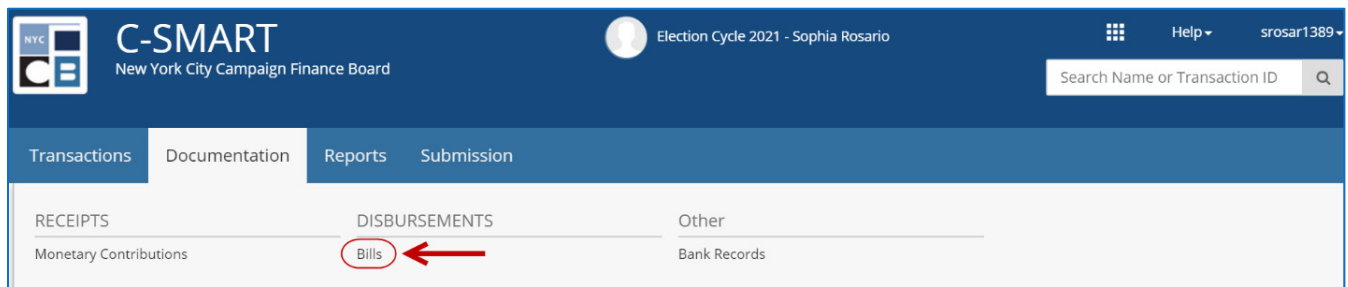 NYC
C B
C-SMART
New York City Campaign Finance Board
Election Cycle 2021 - Sophia Rosario
Help
srosar1389
Search Name or Transaction ID
Transactions Documentation Reports Submission
RECEIPTS DISBURSEMENTS Other
Monetary Contributions Bills Bank Records